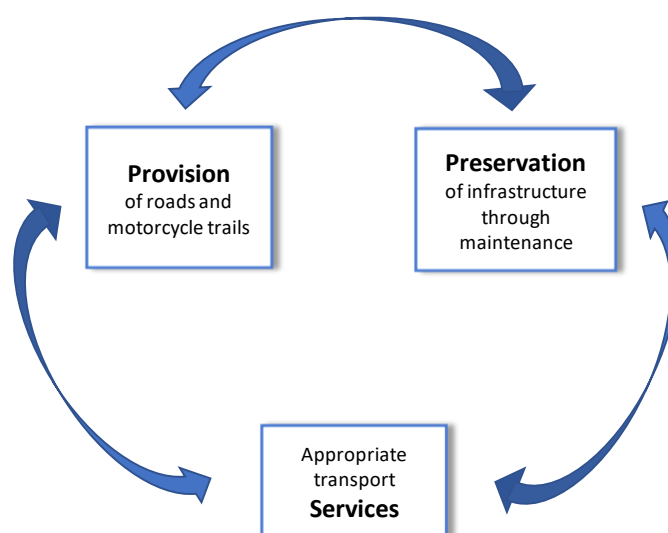 Provision
of roads and
motorcycle trails
Preservation
of infrastructure
through
maintenance
Appropriate
transport
Services